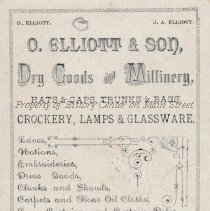 O. ELLIOTT. J. A. ELLIOTT.
O. ELLIOTT & SON,
Dry Goods and Millinery,
HATS & CAPS, TRUNKS & BAGS,
Property of History Center on Main Street
CROCKERY, LAMPS & GLASSWARE,
Laces,
Notions,
Embroideries,
Dress Goods,
Cloaks and Shawls,
Carpets and Floor Oil Cloths;